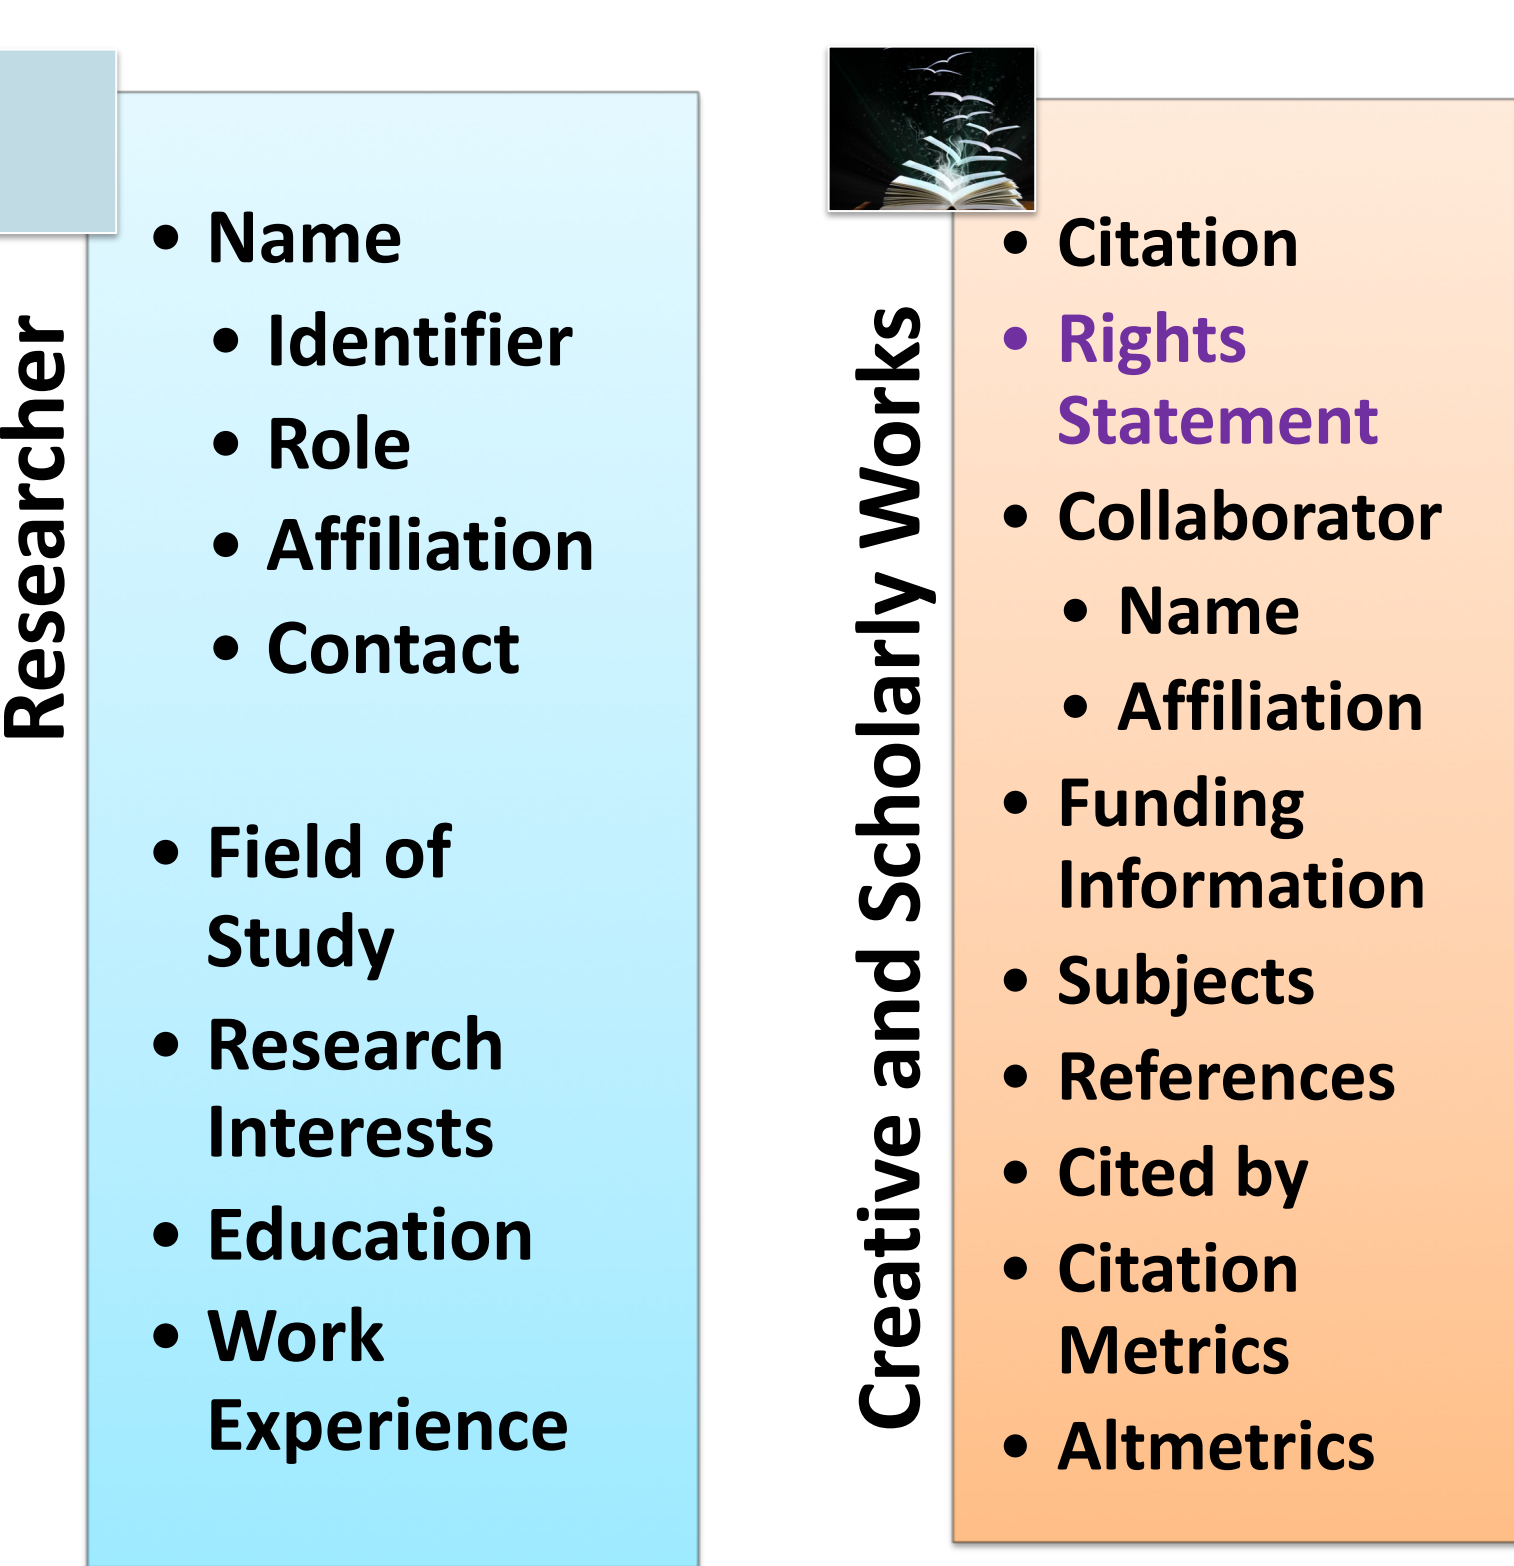 Researcher
• Name
• Identifier
• Role
• Affiliation
• Contact
• Field of
Study
• Research
Interests
• Education
• Work
Experience
Creative and Scholarly Works
• Citation
• Rights
Statement
• Collaborator
• Name
• Affiliation
• Funding
Information
• Subjects
• References
• Cited by
• Citation
Metrics
• Altmetrics